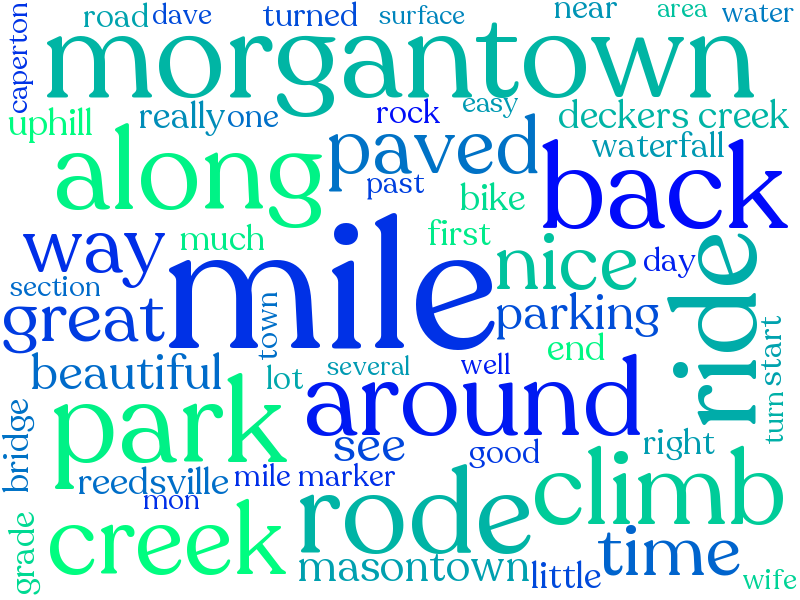 caperton
road
dave
turned
surface
near
area
water
morgantown
uphill
really
one
rock
easy
deckers creek
waterfall
along
paved
past
bike
back
way
much
first
nice
day
section
great
town
mile
parking
ride
end
start
beautiful
lot
several
well
around
turn
park
bridge
see
good
right
reedsville
mile marker
mon
rode
climb
grade
creek
masontown
little
time
wife